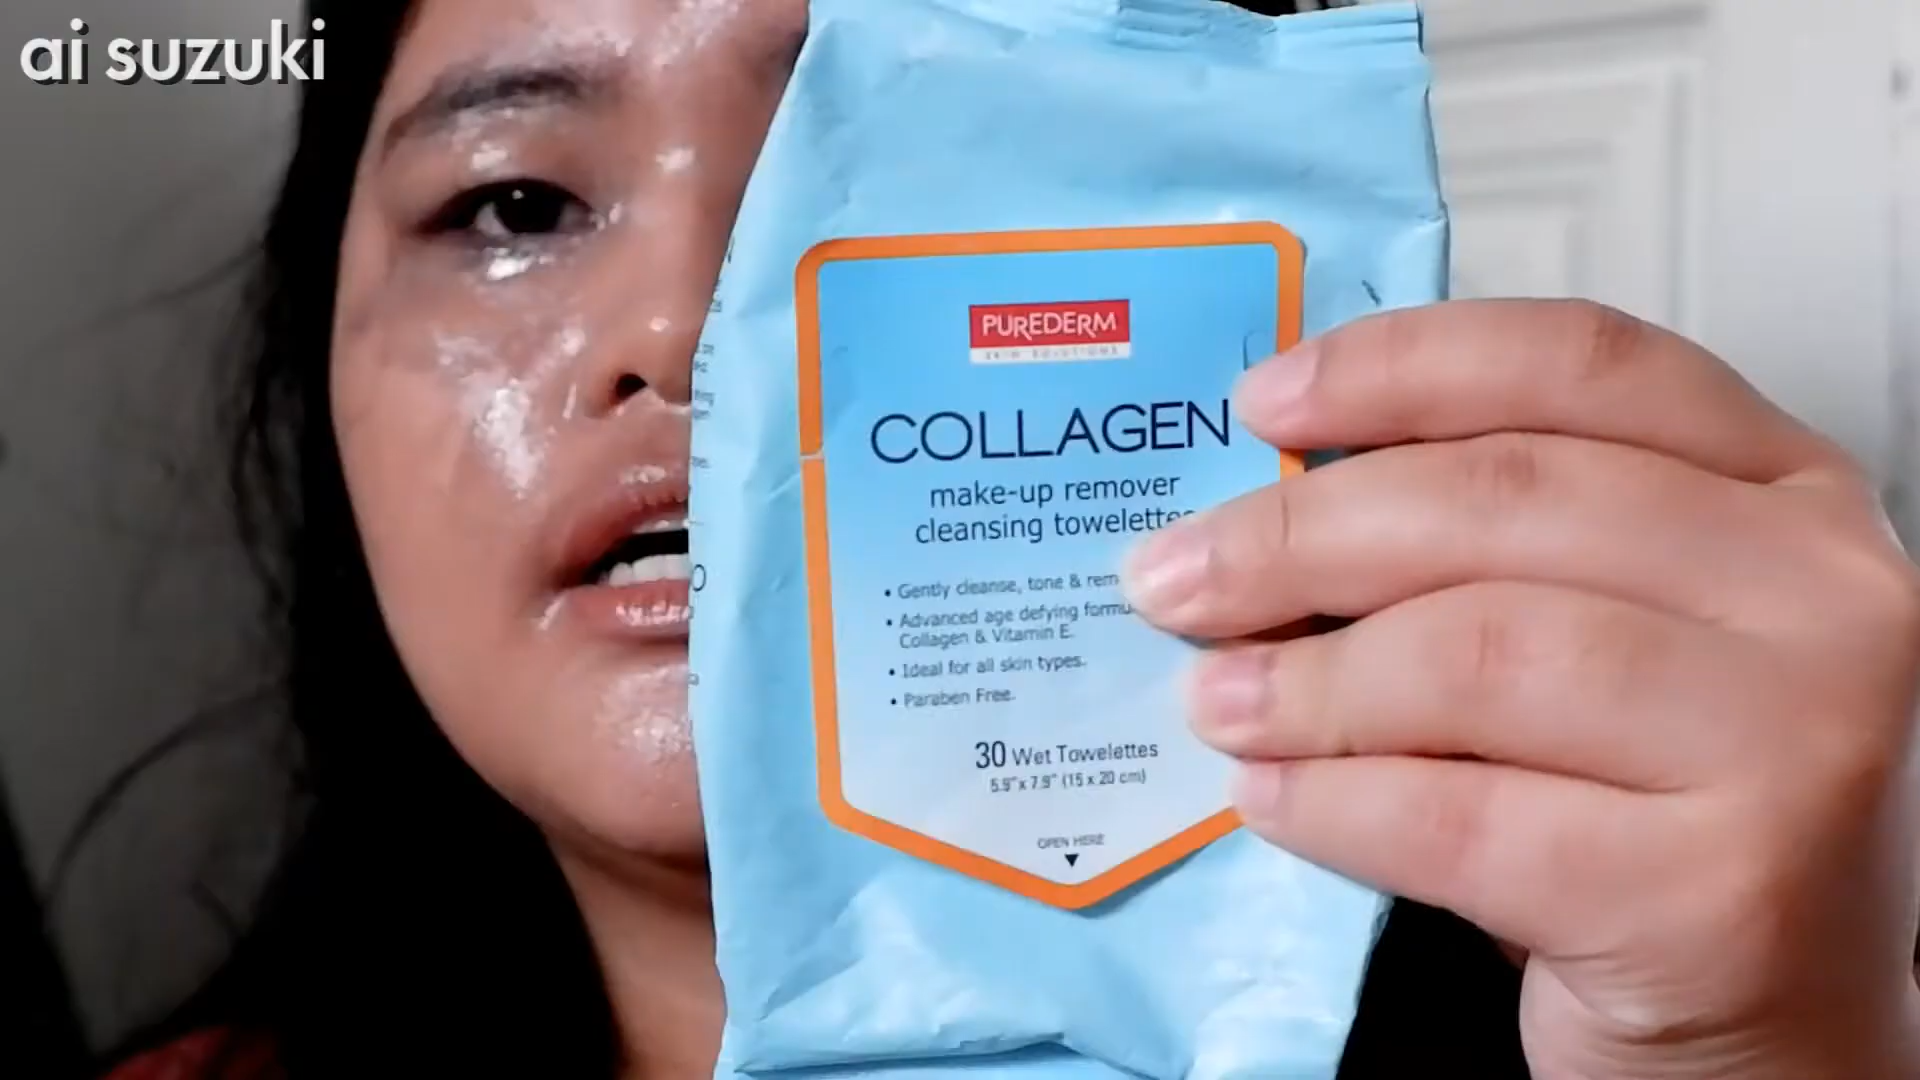 ai suzuki
PUREDERM
SKIN SOLUTIONS
COLLAGEN
make-up remover
cleansing towelettes
• Gently cleanse, tone & rem
• Advanced age defying formu
Collagen & Vitamin E.
• Ideal for all skin types.
• Paraben Free.
30 Wet Towelettes
5.9"x 7.9" (15 x 20 cm)
OPEN HERE